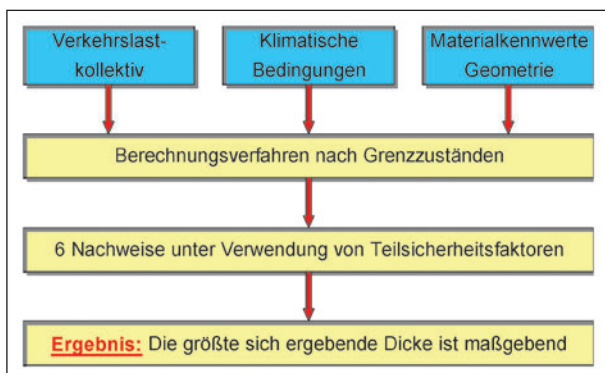 Verkehrslast-
kollektiv
Klimatische
Bedingungen
Materialkennwerte
Geometrie
Berechnungsverfahren nach Grenzzuständen
6 Nachweise unter Verwendung von Teilsicherheitsfaktoren
Ergebnis: Die größte sich ergebende Dicke ist maßgebend